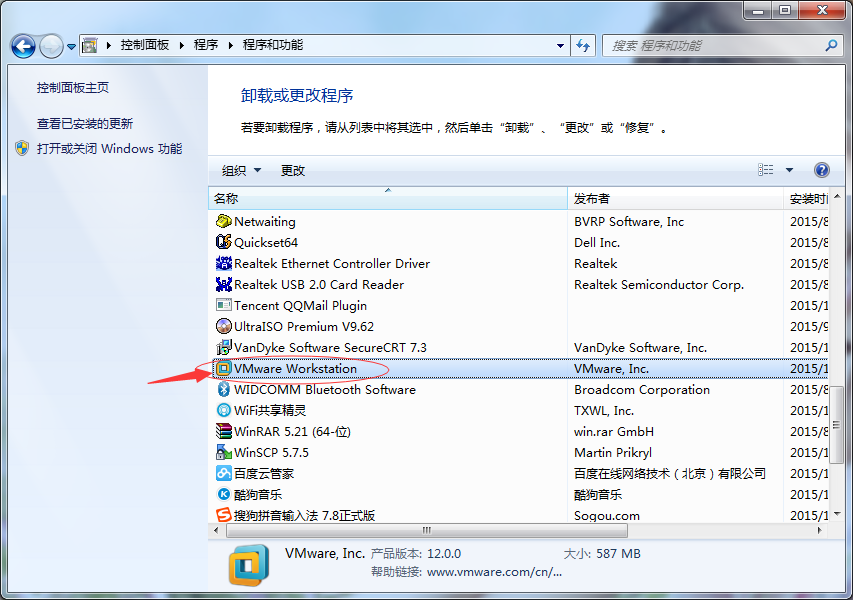 控制面板 程序 程序和功能
搜索 程序和功能
控制面板主页
查看已安装的更新
打开或关闭 Windows 功能
卸载或更改程序
若要卸载程序，请从列表中将其选中，然后单击“卸载”、“更改”或“修复”。
组织 更改
名称 发布者 安装时间
Netwaiting BVRP Software, Inc 2015/8
Quickset64 Dell Inc. 2015/8
Realtek Ethernet Controller Driver Realtek 2015/8
Realtek USB 2.0 Card Reader Realtek Semiconductor Corp. 2015/8
Tencent QQMail Plugin 2015/1
UltraISO Premium V9.62 2015/9
VanDyke Software SecureCRT 7.3 VanDyke Software, Inc. 2015/1
VMware Workstation VMware, Inc. 2015/1
WIDCOMM Bluetooth Software Broadcom Corporation 2015/8
WiFi共享精灵 TXWL, Inc. 2015/1
WinRAR 5.21 (64-位) win.rar GmbH 2015/8
WinSCP 5.7.5 Martin Prikryl 2015/1
百度云管家 百度在线网络技术（北京）有限公司 2015/1
酷狗音乐 酷狗音乐 2015/1
搜狗拼音输入法 7.8正式版 Sogou.com 2015/1
VMware, Inc. 产品版本: 12.0.0 大小: 587 MB
帮助链接: www.vmware.com/cn/...